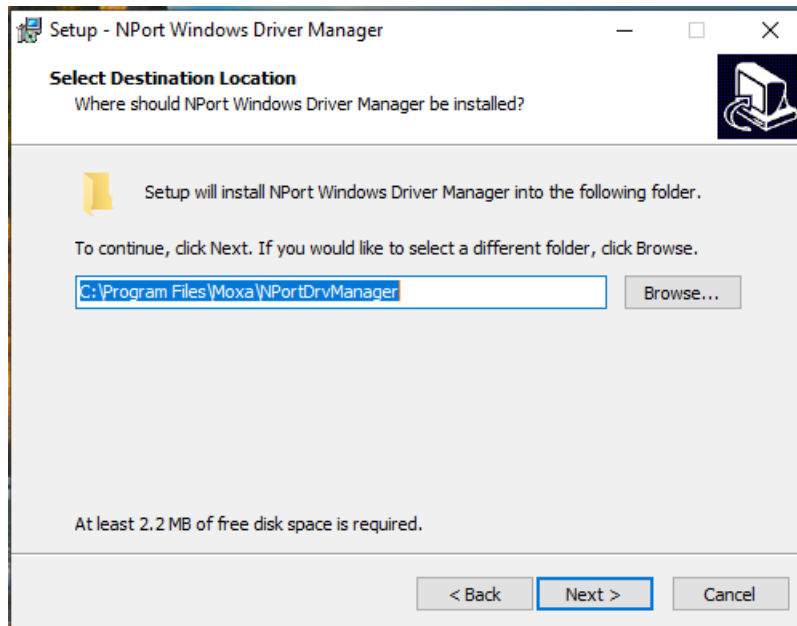 Setup - NPort Windows Driver Manager
Select Destination Location
Where should NPort Windows Driver Manager be installed?
Setup will install NPort Windows Driver Manager into the following folder.
To continue, click Next. If you would like to select a different folder, click Browse.
C:\Program Files\Moxa\NPortDrvManager
Browse...
At least 2.2 MB of free disk space is required.
< Back
Next >
Cancel